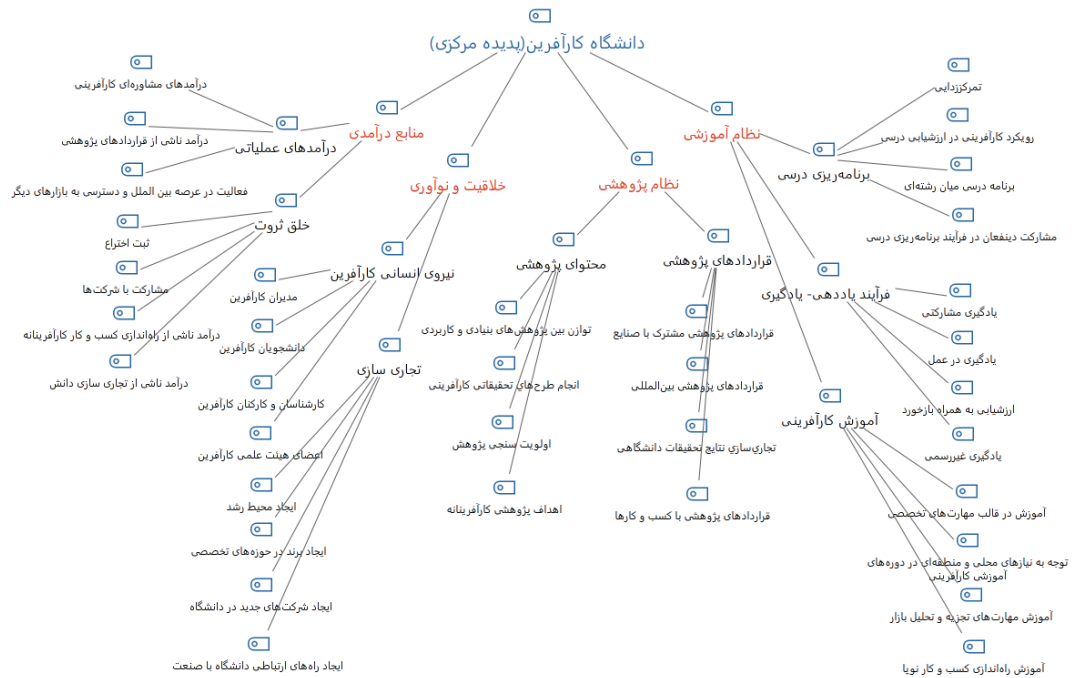 دانشگاه کارآفرین(پدیده مرکزی)
نظام آموزشی
برنامه‌ریزی درسی
تمرکززدایی
رویکرد کارآفرینی در ارزشیابی درسی
برنامه درسی میان رشته‌ای
مشارکت دینفعان در فرآیند برنامه‌ریزی درسی
فرآیند یاددهی- یادگیری
یادگیری مشارکتی
یادگیری در عمل
ارزشیابی به همراه بازخورد
یادگیری غیررسمی
آموزش کارآفرینی
آموزش در قالب مهارت‌های تخصصی
توجه به نیازهای محلی و منطقه‌ای در دوره‌های
آموزشی کارآفرینی
آموزش مهارت‌های تجزیه و تحلیل بازار
آموزش راه‌اندازی کسب و کار نوپا
نظام پژوهشی
قراردادهای پژوهشی
قراردادهای پژوهشی مشترک با صنایع
قراردادهای پژوهشی بین‌المللی
تجاري‌سازي نتایج تحقیقات دانشگاهی
قراردادهای پژوهشی با کسب و کارها
محتوای پژوهشی
توازن بین پژوهش‌های بنیادی و کاربردی
انجام طرح‌هاي تحقیقاتی کارآفرینی
اولویت سنجی پژوهش
اهداف پژوهشی کارآفرینانه
خلاقیت و نوآوری
نیروی انسانی کارآفرین
مدیران کارآفرین
دانشجویان کارآفرین
کارشناسان و کارکنان کارآفرین
اعضای هیئت علمی کارآفرین
تجاری سازی
ایجاد محیط رشد
ایجاد برند در حوزه‌های تخصصی
ایجاد شرکت‌های جدید در دانشگاه
ایجاد راه‌های ارتباطی دانشگاه با صنعت
منابع درآمدی
درآمدهای عملیاتی
درآمدهای مشاوره‌ای کارآفرینی
درآمد ناشی از قراردادهای پژوهشی
فعالیت در عرصه بین الملل و دسترسی به بازارهای دیگر
خلق ثروت
ثبت اختراع
مشارکت با شرکت‌ها
درآمد ناشی از راه‌اندازی کسب و کار کارآفرینانه
درآمد ناشی از تجاری سازی دانش